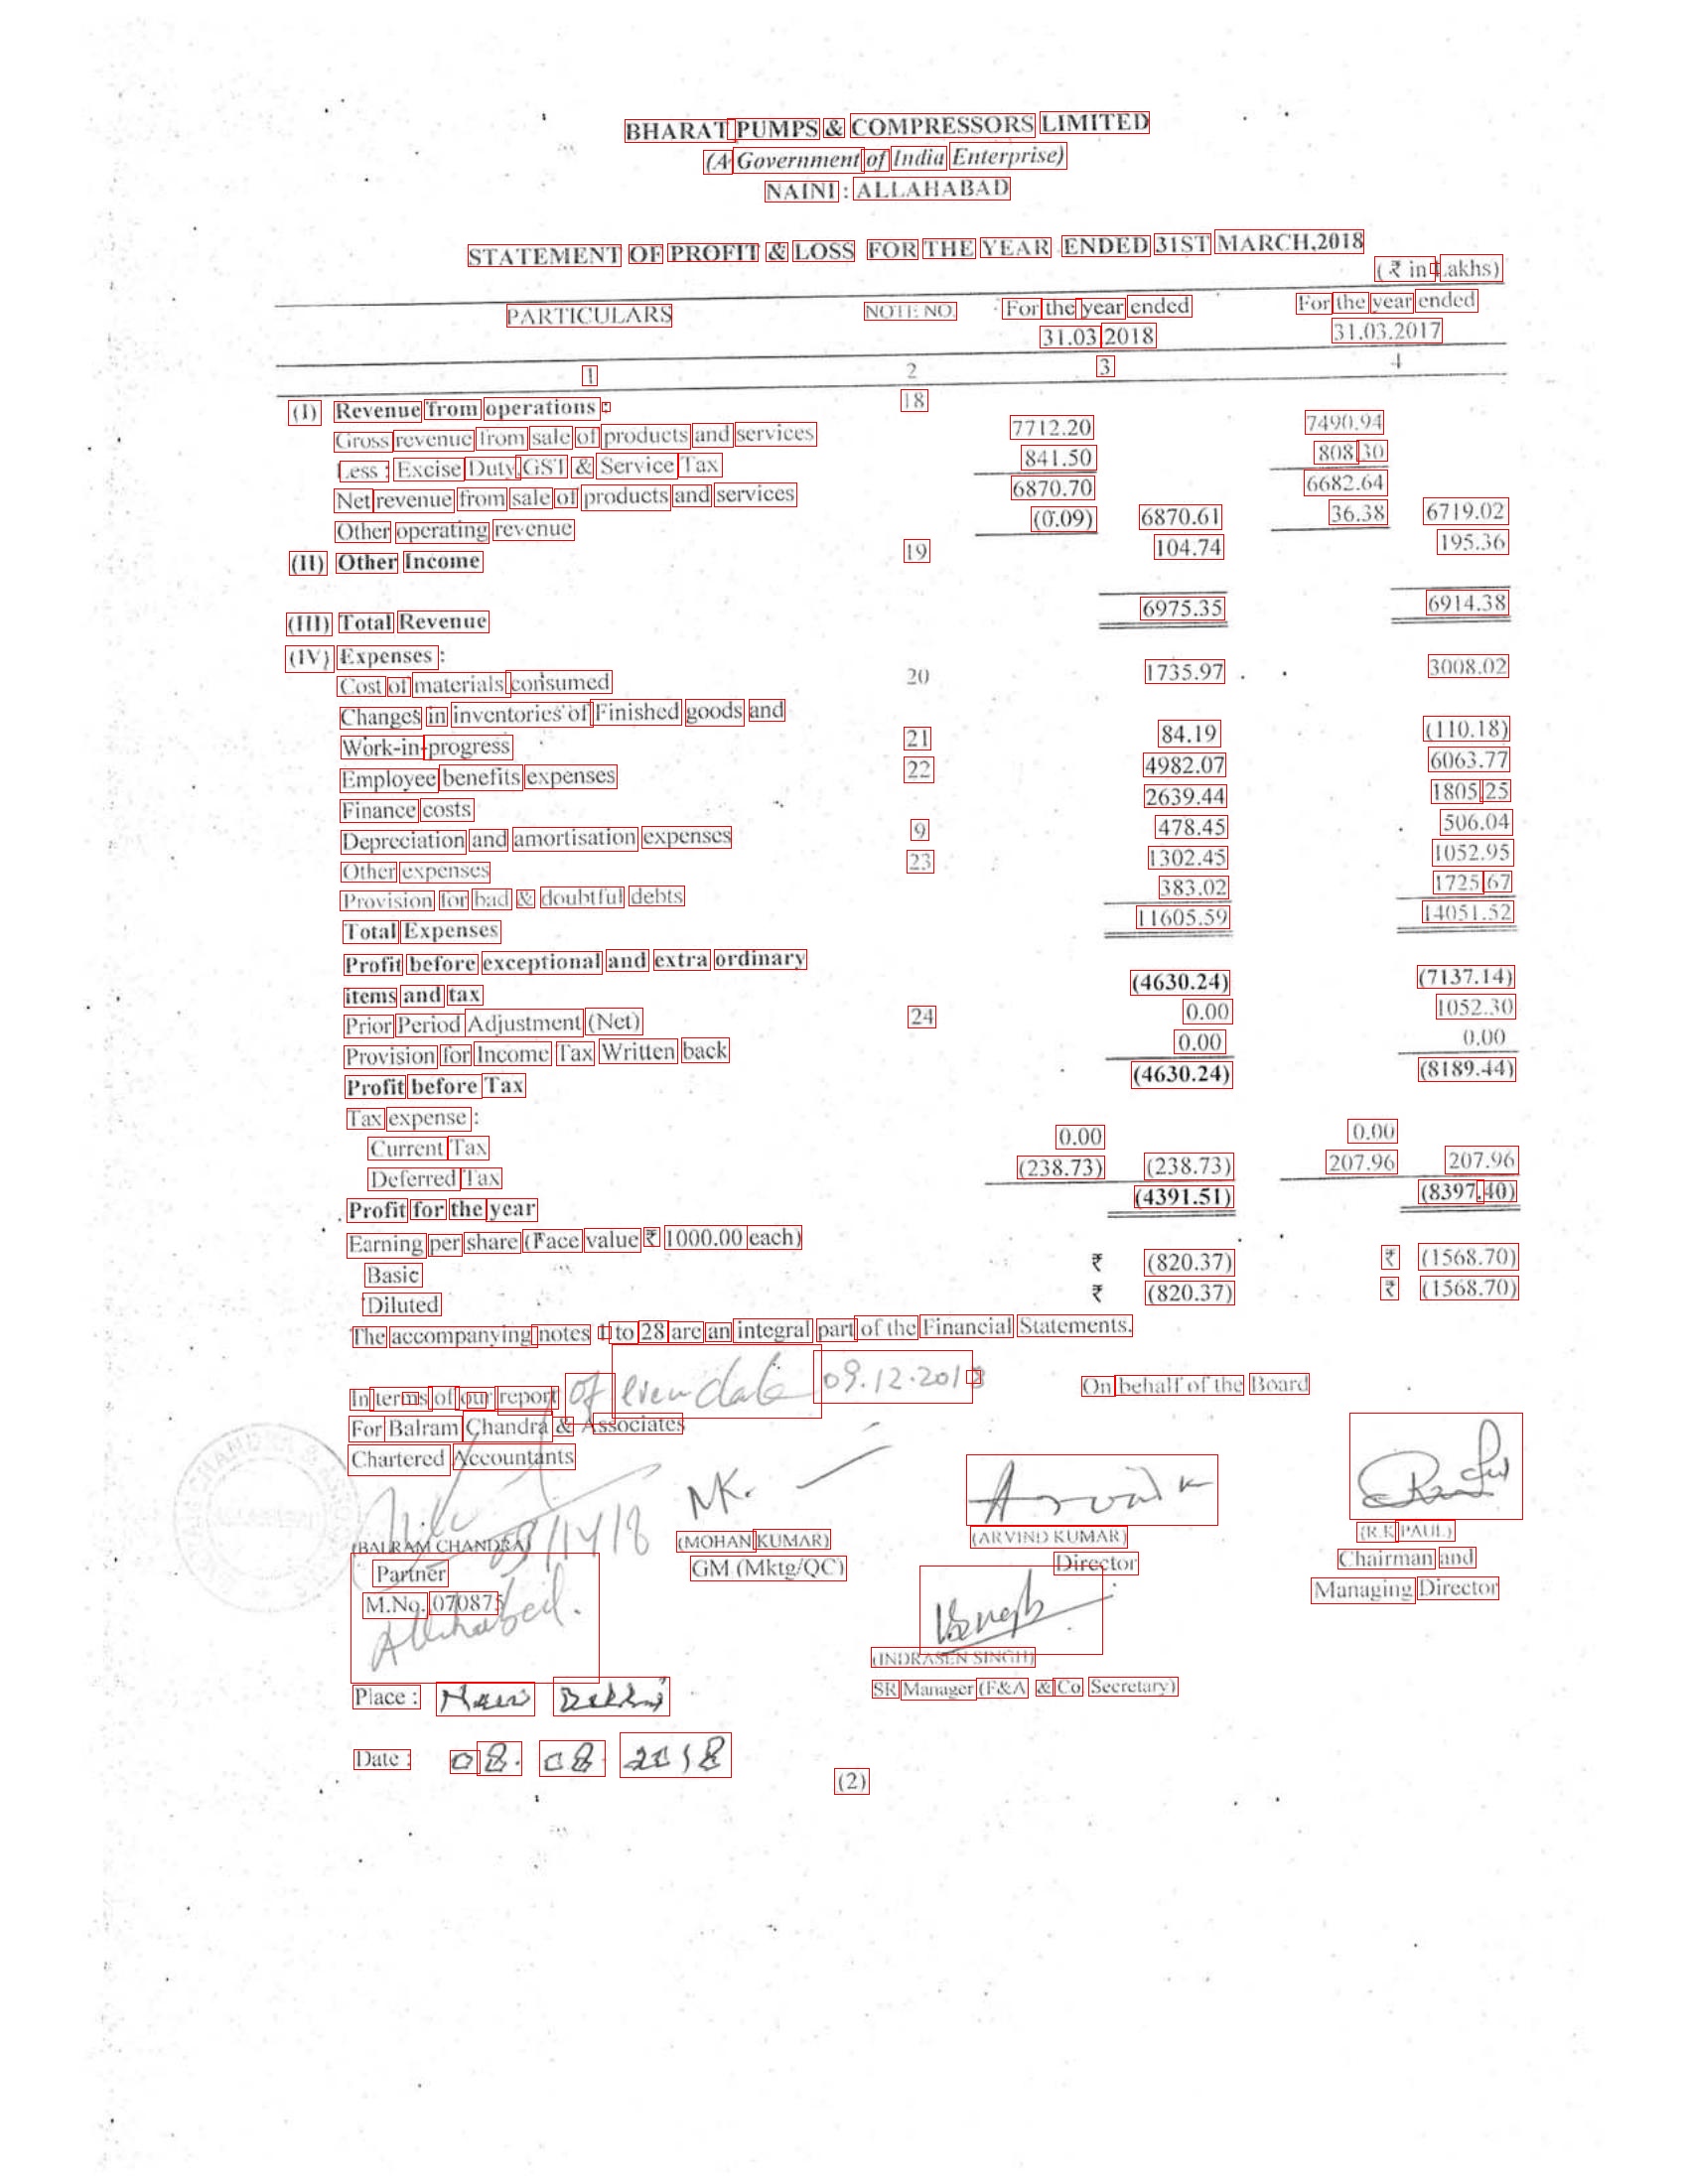 BHARAT PUMPS & COMPRESSORS LIMITED
(A Government of India Enterprise)
NAINI : ALLAHABAD
STATEMENT OF PROFIT & LOSS FOR THE YEAR ENDED 31ST MARCH,2018
(₹ in Lakhs)
PARTICULARS NOTE NO. For the year ended 31.03.2018 For the year ended 31.03.2017
1 2 3 4
(I) Revenue from operations : 18
Gross revenue from sale of products and services 7712.20 7490.94
Less : Excise Duty,GST & Service Tax 841.50 808.30
Net revenue from sale of products and services 6870.70 6682.64
Other operating revenue (0.09) 6870.61 36.38 6719.02
(II) Other Income 19 104.74 195.36
(III) Total Revenue 6975.35 6914.38
(IV) Expenses :
Cost of materials consumed 20 1735.97 3008.02
Changes in inventories of Finished goods and
Work-in-progress 21 84.19 (110.18)
Employee benefits expenses 22 4982.07 6063.77
Finance costs 2639.44 1805.25
Depreciation and amortisation expenses 9 478.45 506.04
Other expenses 23 1302.45 1052.95
Provision for bad & doubtful debts 383.02 1725.67
Total Expenses 11605.59 14051.52
Profit before exceptional and extra ordinary
items and tax (4630.24) (7137.14)
Prior Period Adjustment (Net) 24 0.00 1052.30
Provision for Income Tax Written back 0.00 0.00
Profit before Tax (4630.24) (8189.44)
Tax expense :
Current Tax 0.00 0.00
Deferred Tax (238.73) (238.73) 207.96 207.96
Profit for the year (4391.51) (8397.40)
Earning per share (Face value ₹ 1000.00 each)
Basic ₹ (820.37) ₹ (1568.70)
Diluted ₹ (820.37) ₹ (1568.70)
The accompanying notes 1 to 28 are an integral part of the Financial Statements.
In terms of our report of even date 09.12.2018 On behalf of the Board
For Balram Chandra & Associates
Chartered Accountants
(BALRAM CHANDRA) (MOHAN KUMAR) (ARVIND KUMAR) (R.K PAUL)
Partner GM (Mktg/QC) Director Chairman and
M.No. 070875 Managing Director
Allahabad.
(INDRASEN SINGH)
SR Manager (F&A & Co Secretary)
Place : New Delhi
Date : 08. 08. 2018
(2)